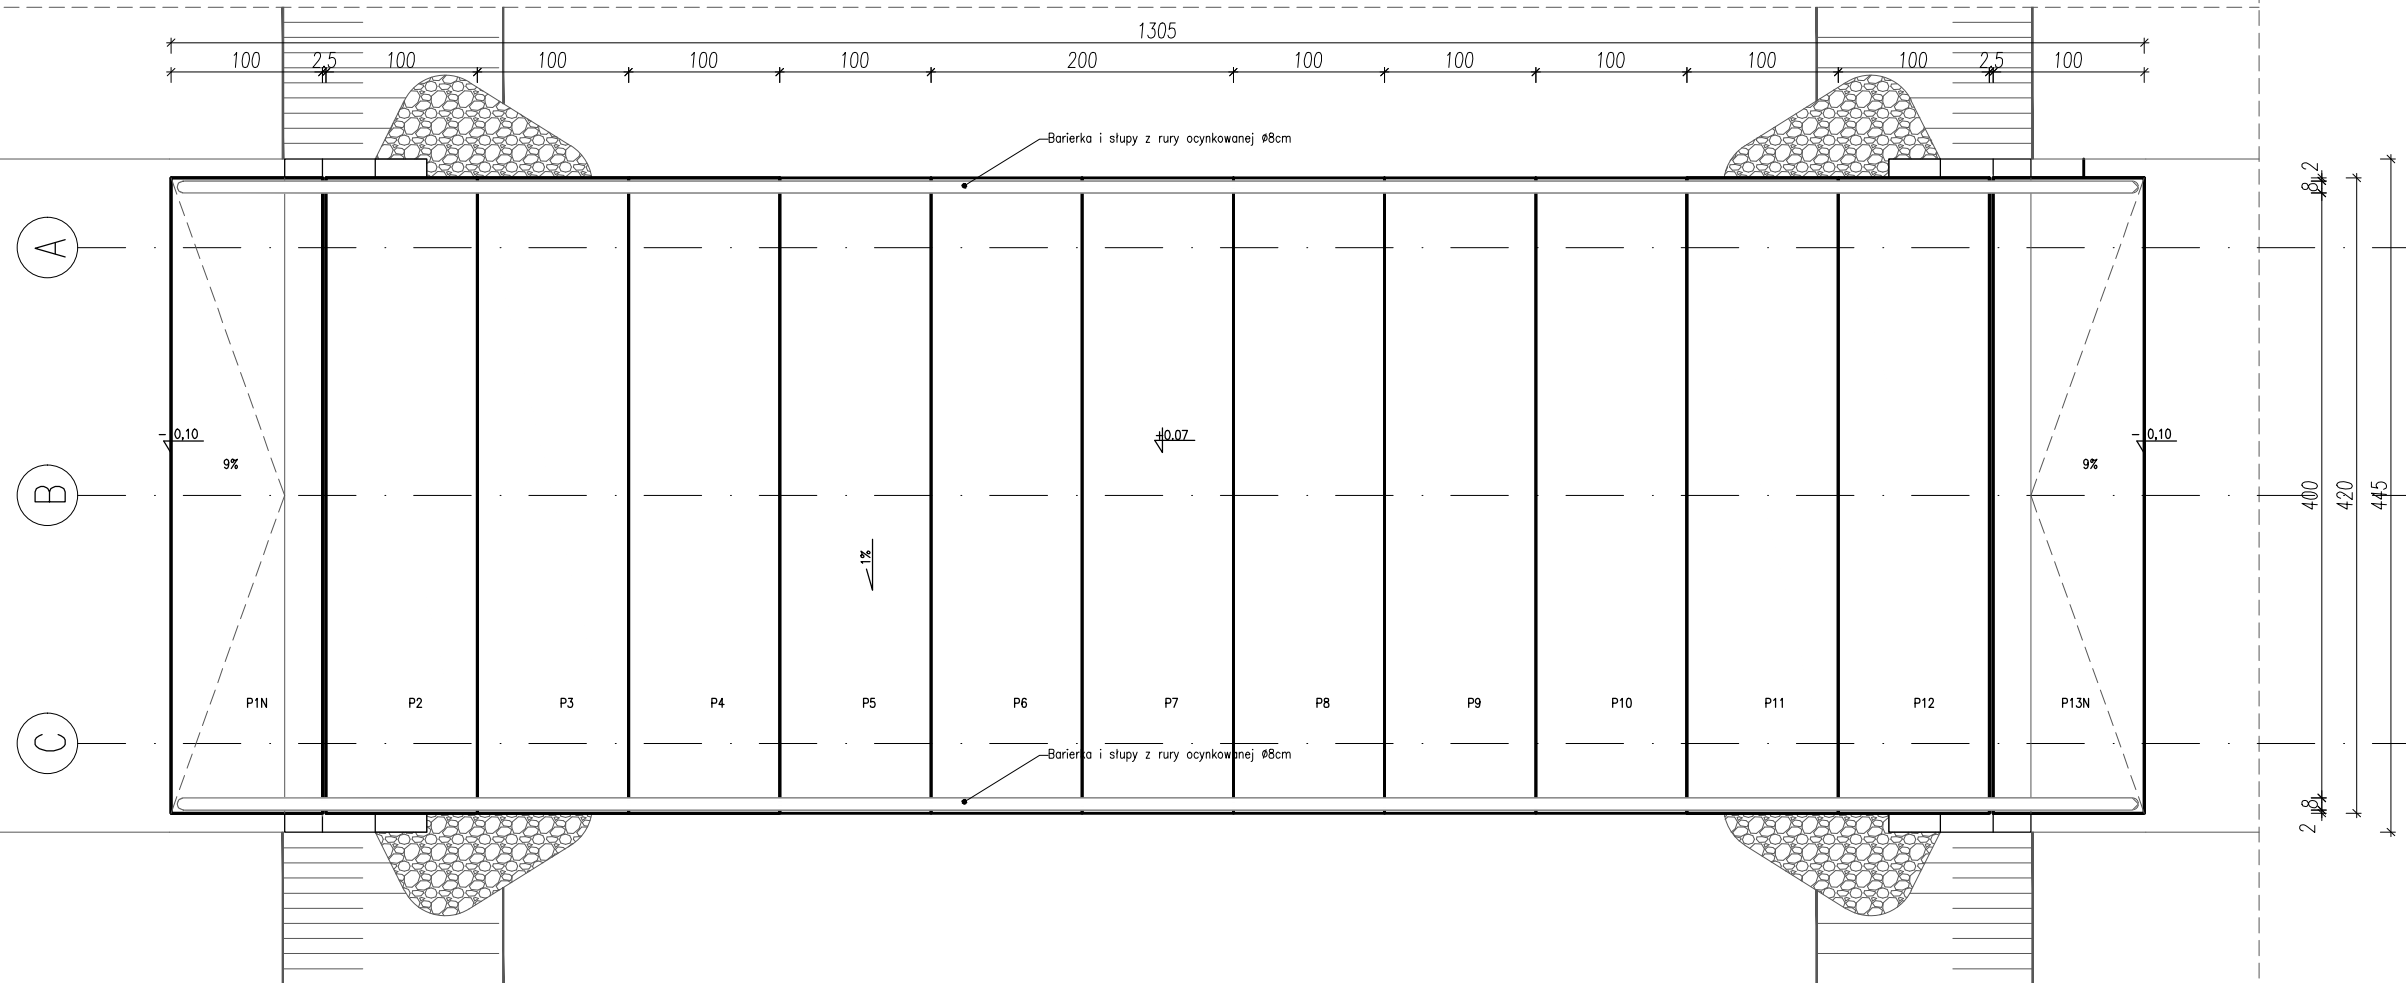 1305
100 2,5 100 100 100 100 200 100 100 100 100 100 2,5 100
Barierka i słupy z rury ocynkowanej Ø8cm
2
8
A
- 0,10
+0.07
- 0,10
9%
9%
B
400
420
445
1%
P1N P2 P3 P4 P5 P6 P7 P8 P9 P10 P11 P12 P13N
C
Barierka i słupy z rury ocynkowanej Ø8cm
8
2